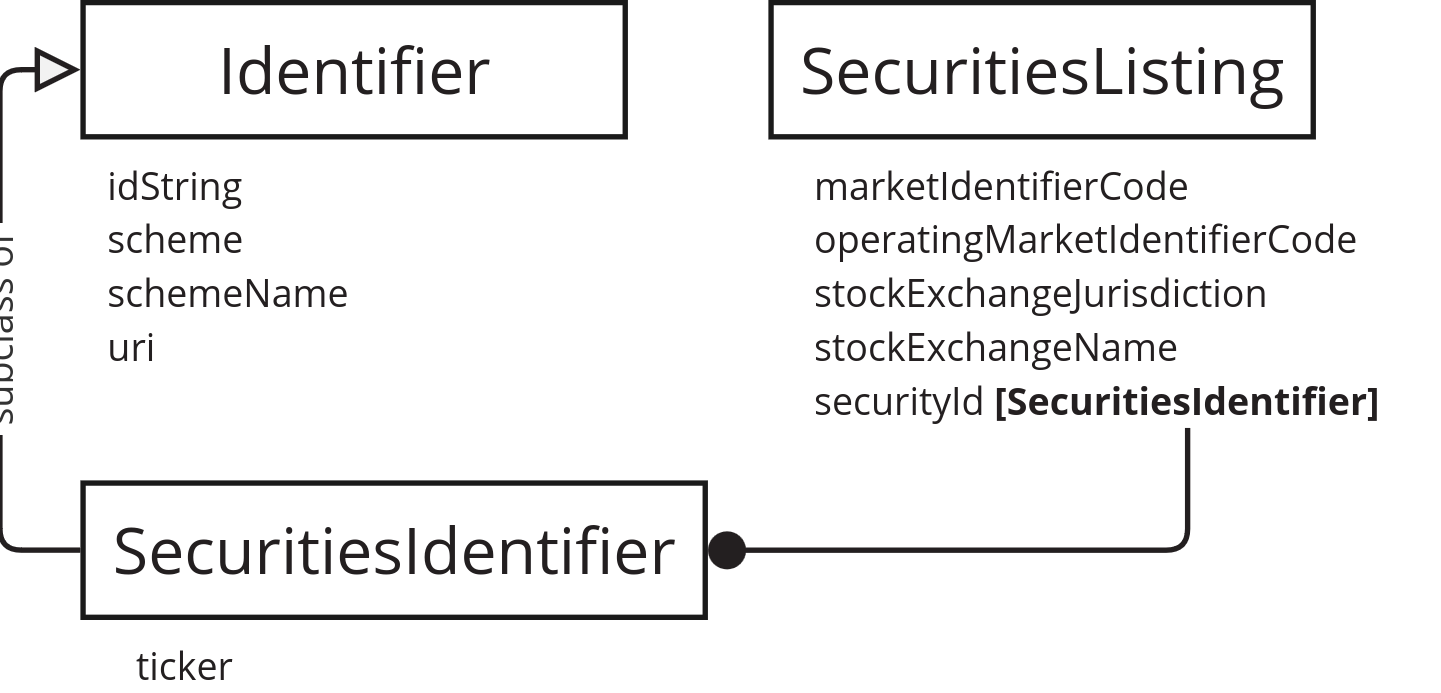 Identifier
idString
scheme
schemeName
uri
SecuritiesListing
marketIdentifierCode
operatingMarketIdentifierCode
stockExchangeJurisdiction
stockExchangeName
securityId [SecuritiesIdentifier]
subclass of
SecuritiesIdentifier
ticker